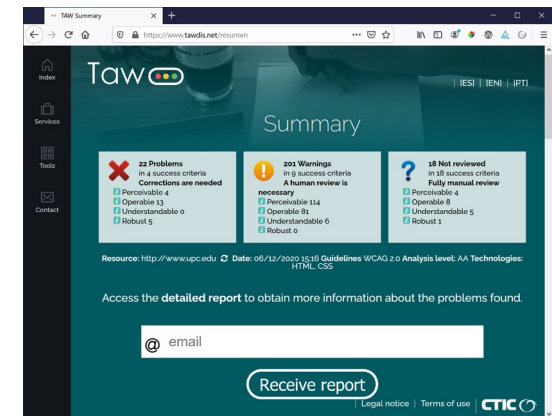 TAW Summary
https://www.tawdis.net/resumen
Index
Services
Tools
Contact
Taw
| [ES] | [EN] | [PT]
Summary
22 Problems
in 4 success criteria
Corrections are needed
Perceivable 4
Operable 13
Understandable 0
Robust 5
201 Warnings
in 9 success criteria
A human review is
necessary
Perceivable 114
Operable 81
Understandable 6
Robust 0
18 Not reviewed
in 18 success criteria
Fully manual review
Perceivable 4
Operable 8
Understandable 5
Robust 1
Resource: http://www.upc.edu Date: 06/12/2020 15:16 Guidelines WCAG 2.0 Analysis level: AA Technologies:
HTML, CSS
Access the detailed report to obtain more information about the problems found.
@ email
Receive report
Legal notice | Terms of use | CTIC